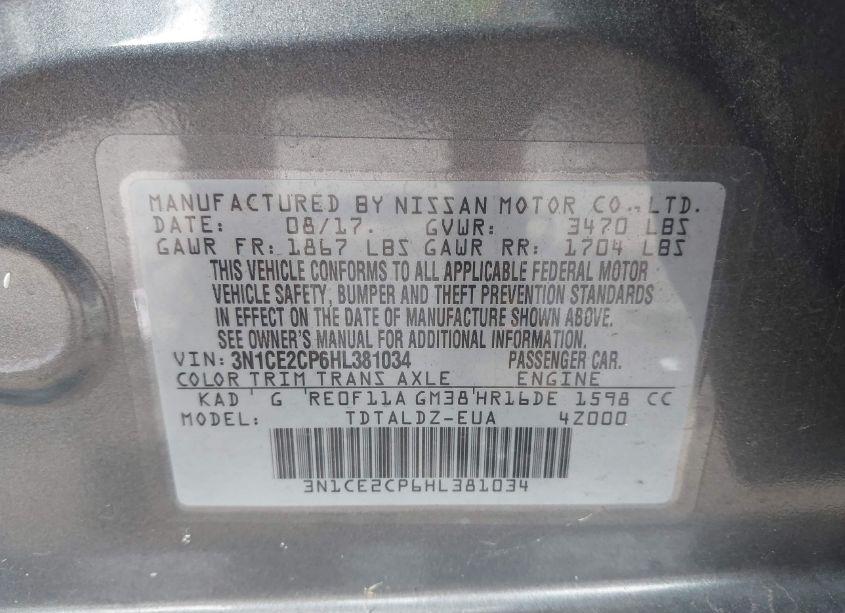 MANUFACTURED BY NISSAN MOTOR CO., LTD.
DATE: 08/17. GVWR: 3470 LBS
GAWR FR: 1867 LBS GAWR RR: 1704 LBS
THIS VEHICLE CONFORMS TO ALL APPLICABLE FEDERAL MOTOR
VEHICLE SAFETY, BUMPER AND THEFT PREVENTION STANDARDS
IN EFFECT ON THE DATE OF MANUFACTURE SHOWN ABOVE.
SEE OWNER'S MANUAL FOR ADDITIONAL INFORMATION.
VIN: 3N1CE2CP6HL381034 PASSENGER CAR.
COLOR TRIM TRANS AXLE ENGINE
KAD G RE0F11A GM38 HR16DE 1598 CC
MODEL: TDTALDZ-EUA 4Z000
3N1CE2CP6HL381034